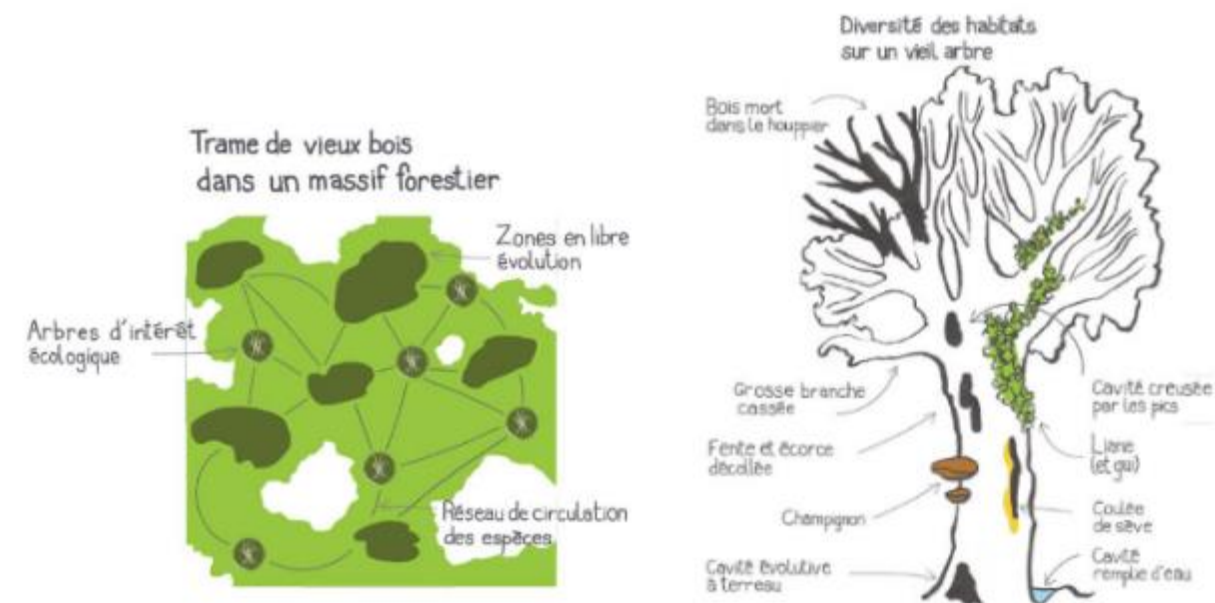 Trame de vieux bois
dans un massif forestier
Zones en libre
évolution
Arbres d'intérêt
écologique
Réseau de circulation
des espèces
Diversité des habitats
sur un vieil arbre
Bois mort
dans le houppier
Grosse branche
cassée
Fente et écorce
décollée
Champignon
Cavité évolutive
à terreau
Cavité creusée
par les pics
Liane
(et gui)
Coulée
de sève
Cavité
remplie d'eau